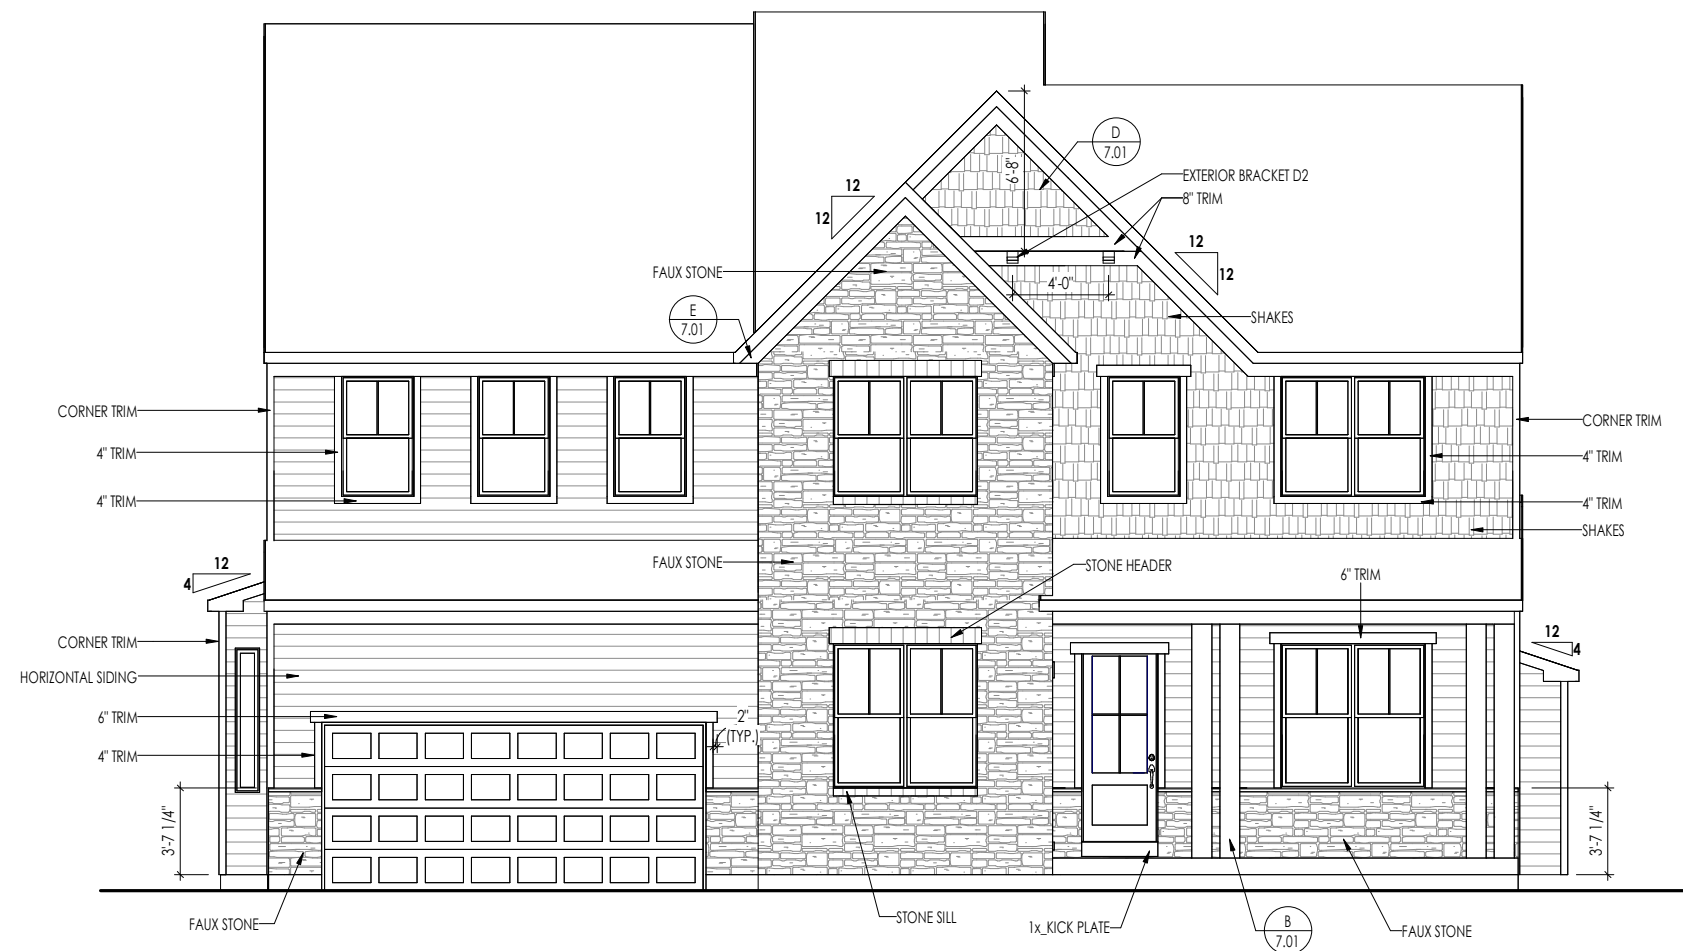 D
7.01
6'-8"
EXTERIOR BRACKET D2
12
12
8" TRIM
12
12
FAUX STONE
4'-0"
E
7.01
SHAKES
CORNER TRIM
CORNER TRIM
4" TRIM
4" TRIM
4" TRIM
4" TRIM
SHAKES
12
4
FAUX STONE
STONE HEADER
6" TRIM
CORNER TRIM
12
4
HORIZONTAL SIDING
6" TRIM
2"
(TYP.)
4" TRIM
3'-7 1/4"
3'-7 1/4"
FAUX STONE
STONE SILL
1x_KICK PLATE
B
7.01
FAUX STONE